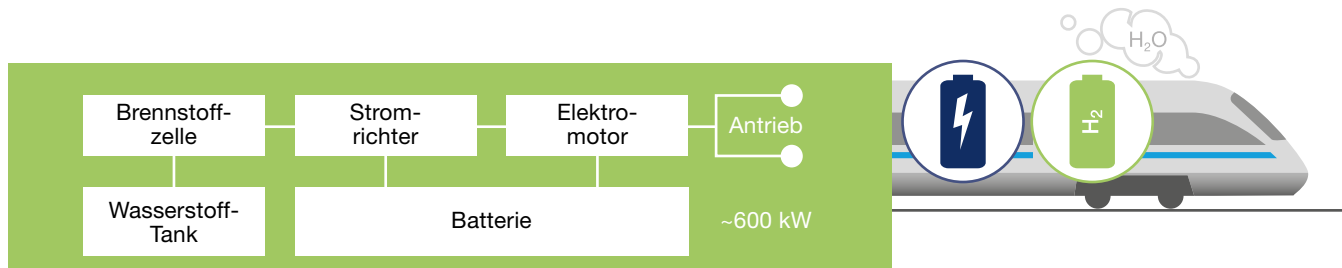 H₂O
Brennstoff-
zelle
Strom-
richter
Elektro-
motor
Antrieb
H₂
Wasserstoff-
Tank
Batterie
~600 kW